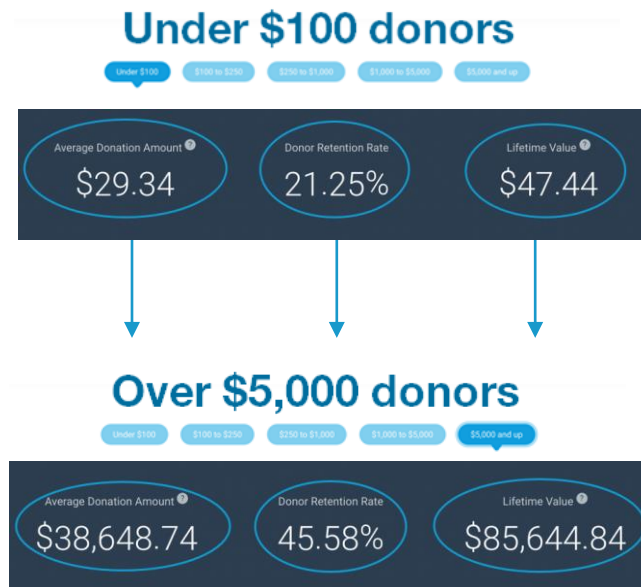 Under $100 donors
Under $100 $100 to $250 $250 to $1,000 $1,000 to $5,000 $5,000 and up
Average Donation Amount ? Donor Retention Rate Lifetime Value ?
$29.34 21.25% $47.44
Over $5,000 donors
Under $100 $100 to $250 $250 to $1,000 $1,000 to $5,000 $5,000 and up
Average Donation Amount ? Donor Retention Rate Lifetime Value ?
$38,648.74 45.58% $85,644.84